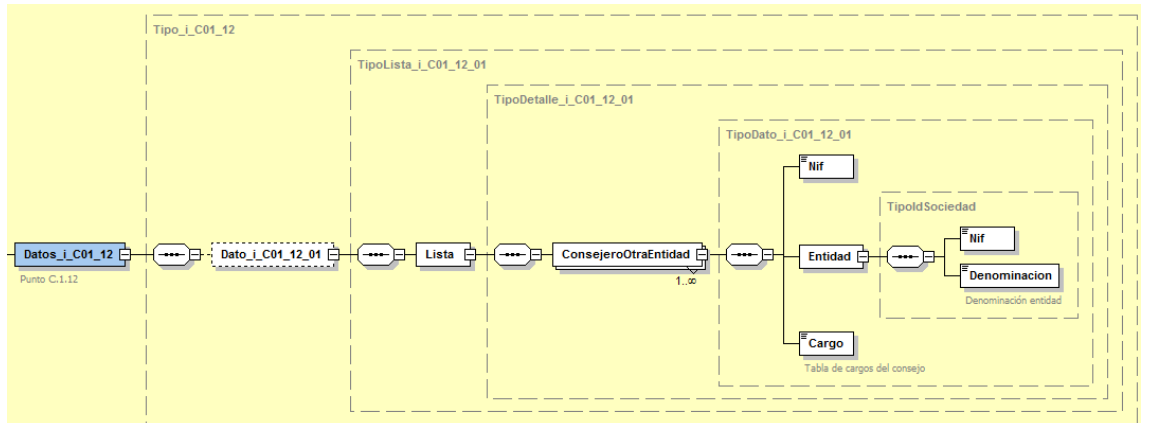 Tipo_i_C01_12
TipoLista_i_C01_12_01
TipoDetalle_i_C01_12_01
TipoDato_i_C01_12_01
Nif
TipoIdSociedad
Nif
Datos_i_C01_12
Dato_i_C01_12_01
Lista
ConsejeroOtraEntidad
Entidad
Denominacion
Punto C.1.12
1..∞
Denominación entidad
Cargo
Tabla de cargos del consejo